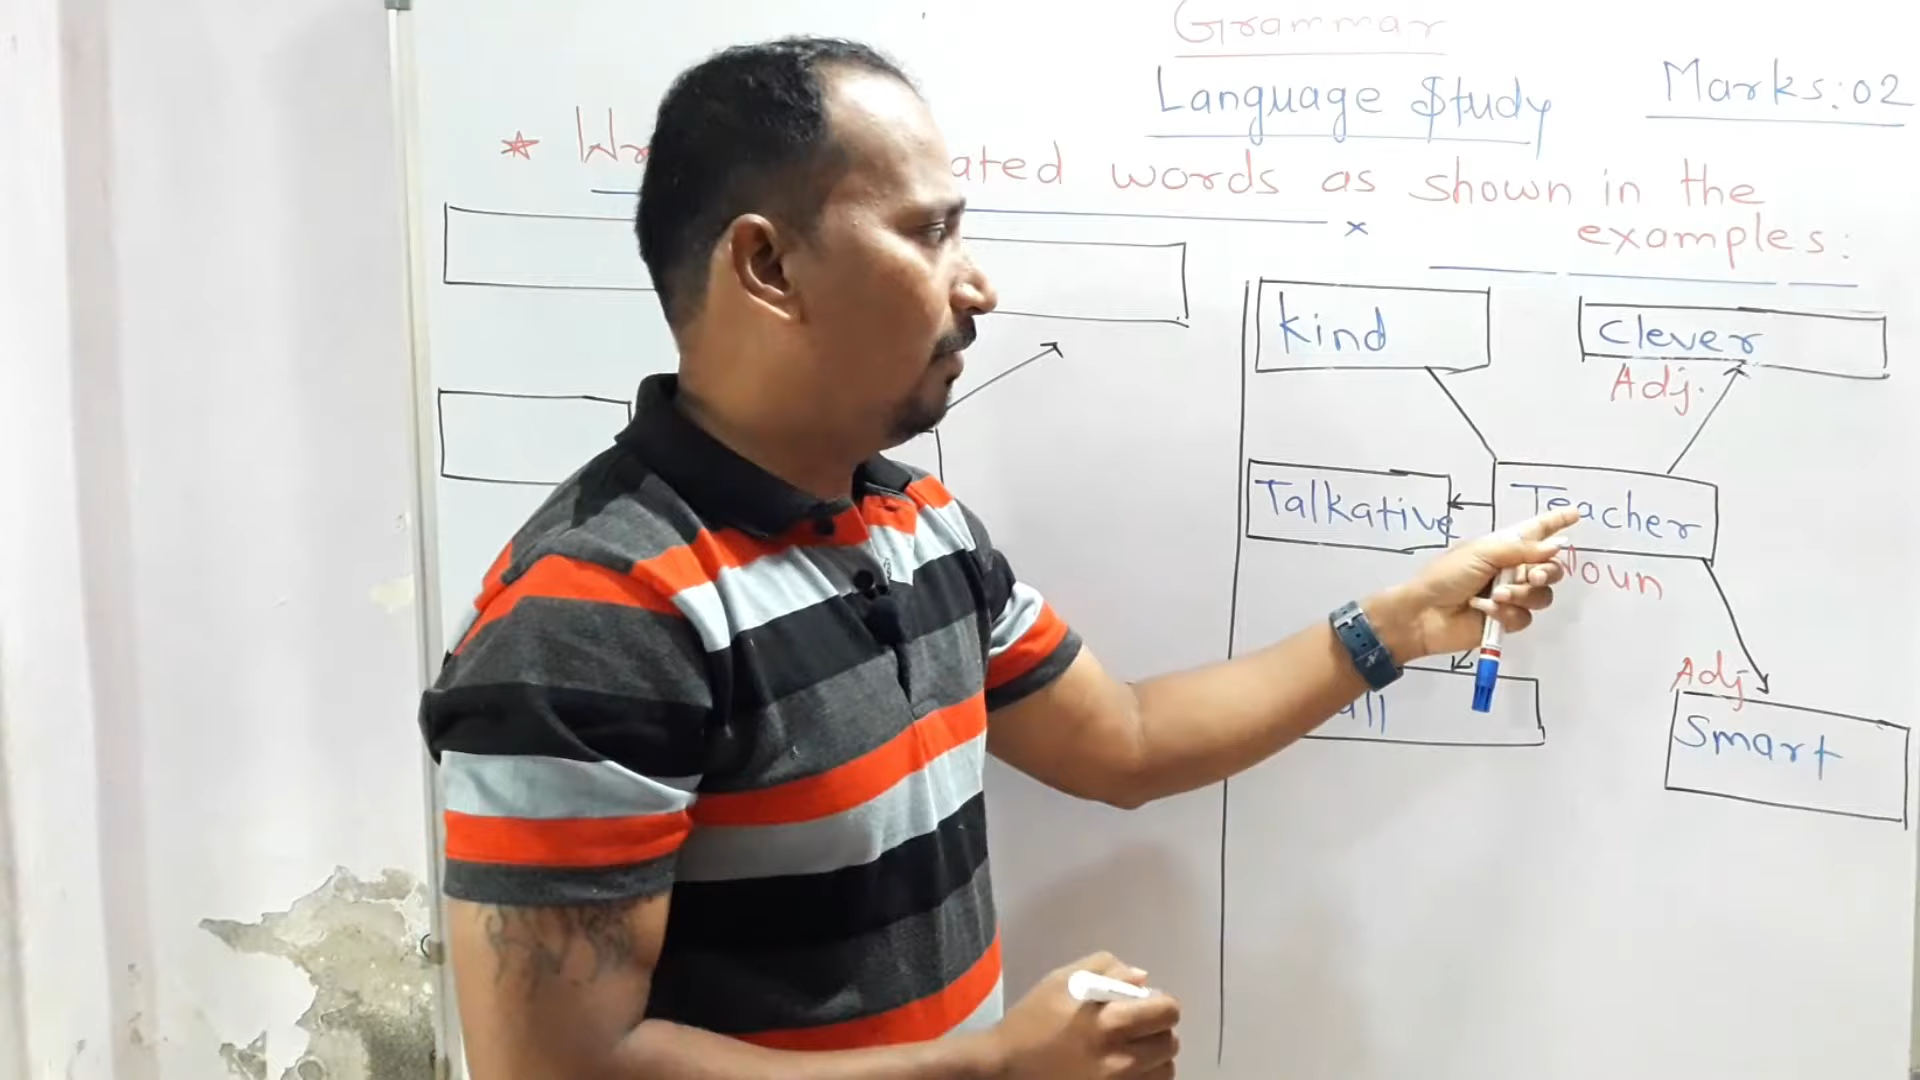 Grammar
Language Study
Marks:02
words as shown in the
examples:
kind
Clever
Adj.
Talkative
Teacher
Noun
Adj
Smart